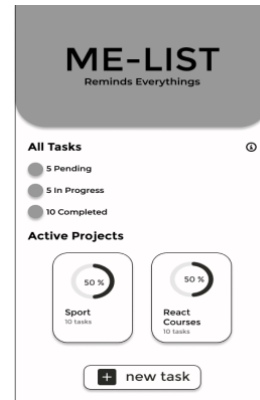 ME-LIST
Reminds Everythings
All Tasks
5 Pending
5 In Progress
10 Completed
Active Projects
50 %
Sport
10 tasks
50 %
React
Courses
10 tasks
new task